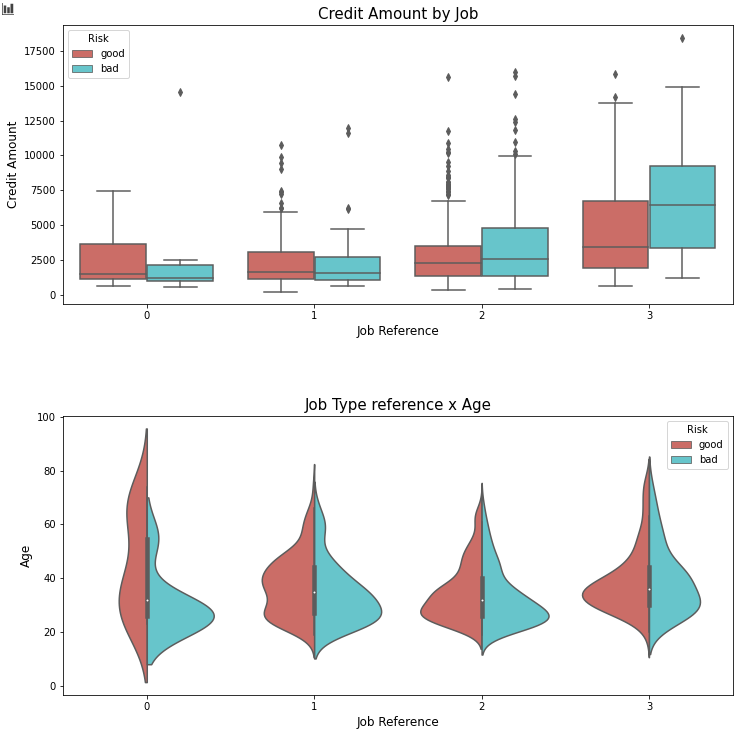 Credit Amount by Job
Risk
good
bad
17500
15000
12500
10000
7500
5000
2500
0
Credit Amount
0 1 2 3
Job Reference
Job Type reference x Age
Risk
good
bad
100
80
60
40
20
0
Age
0 1 2 3
Job Reference